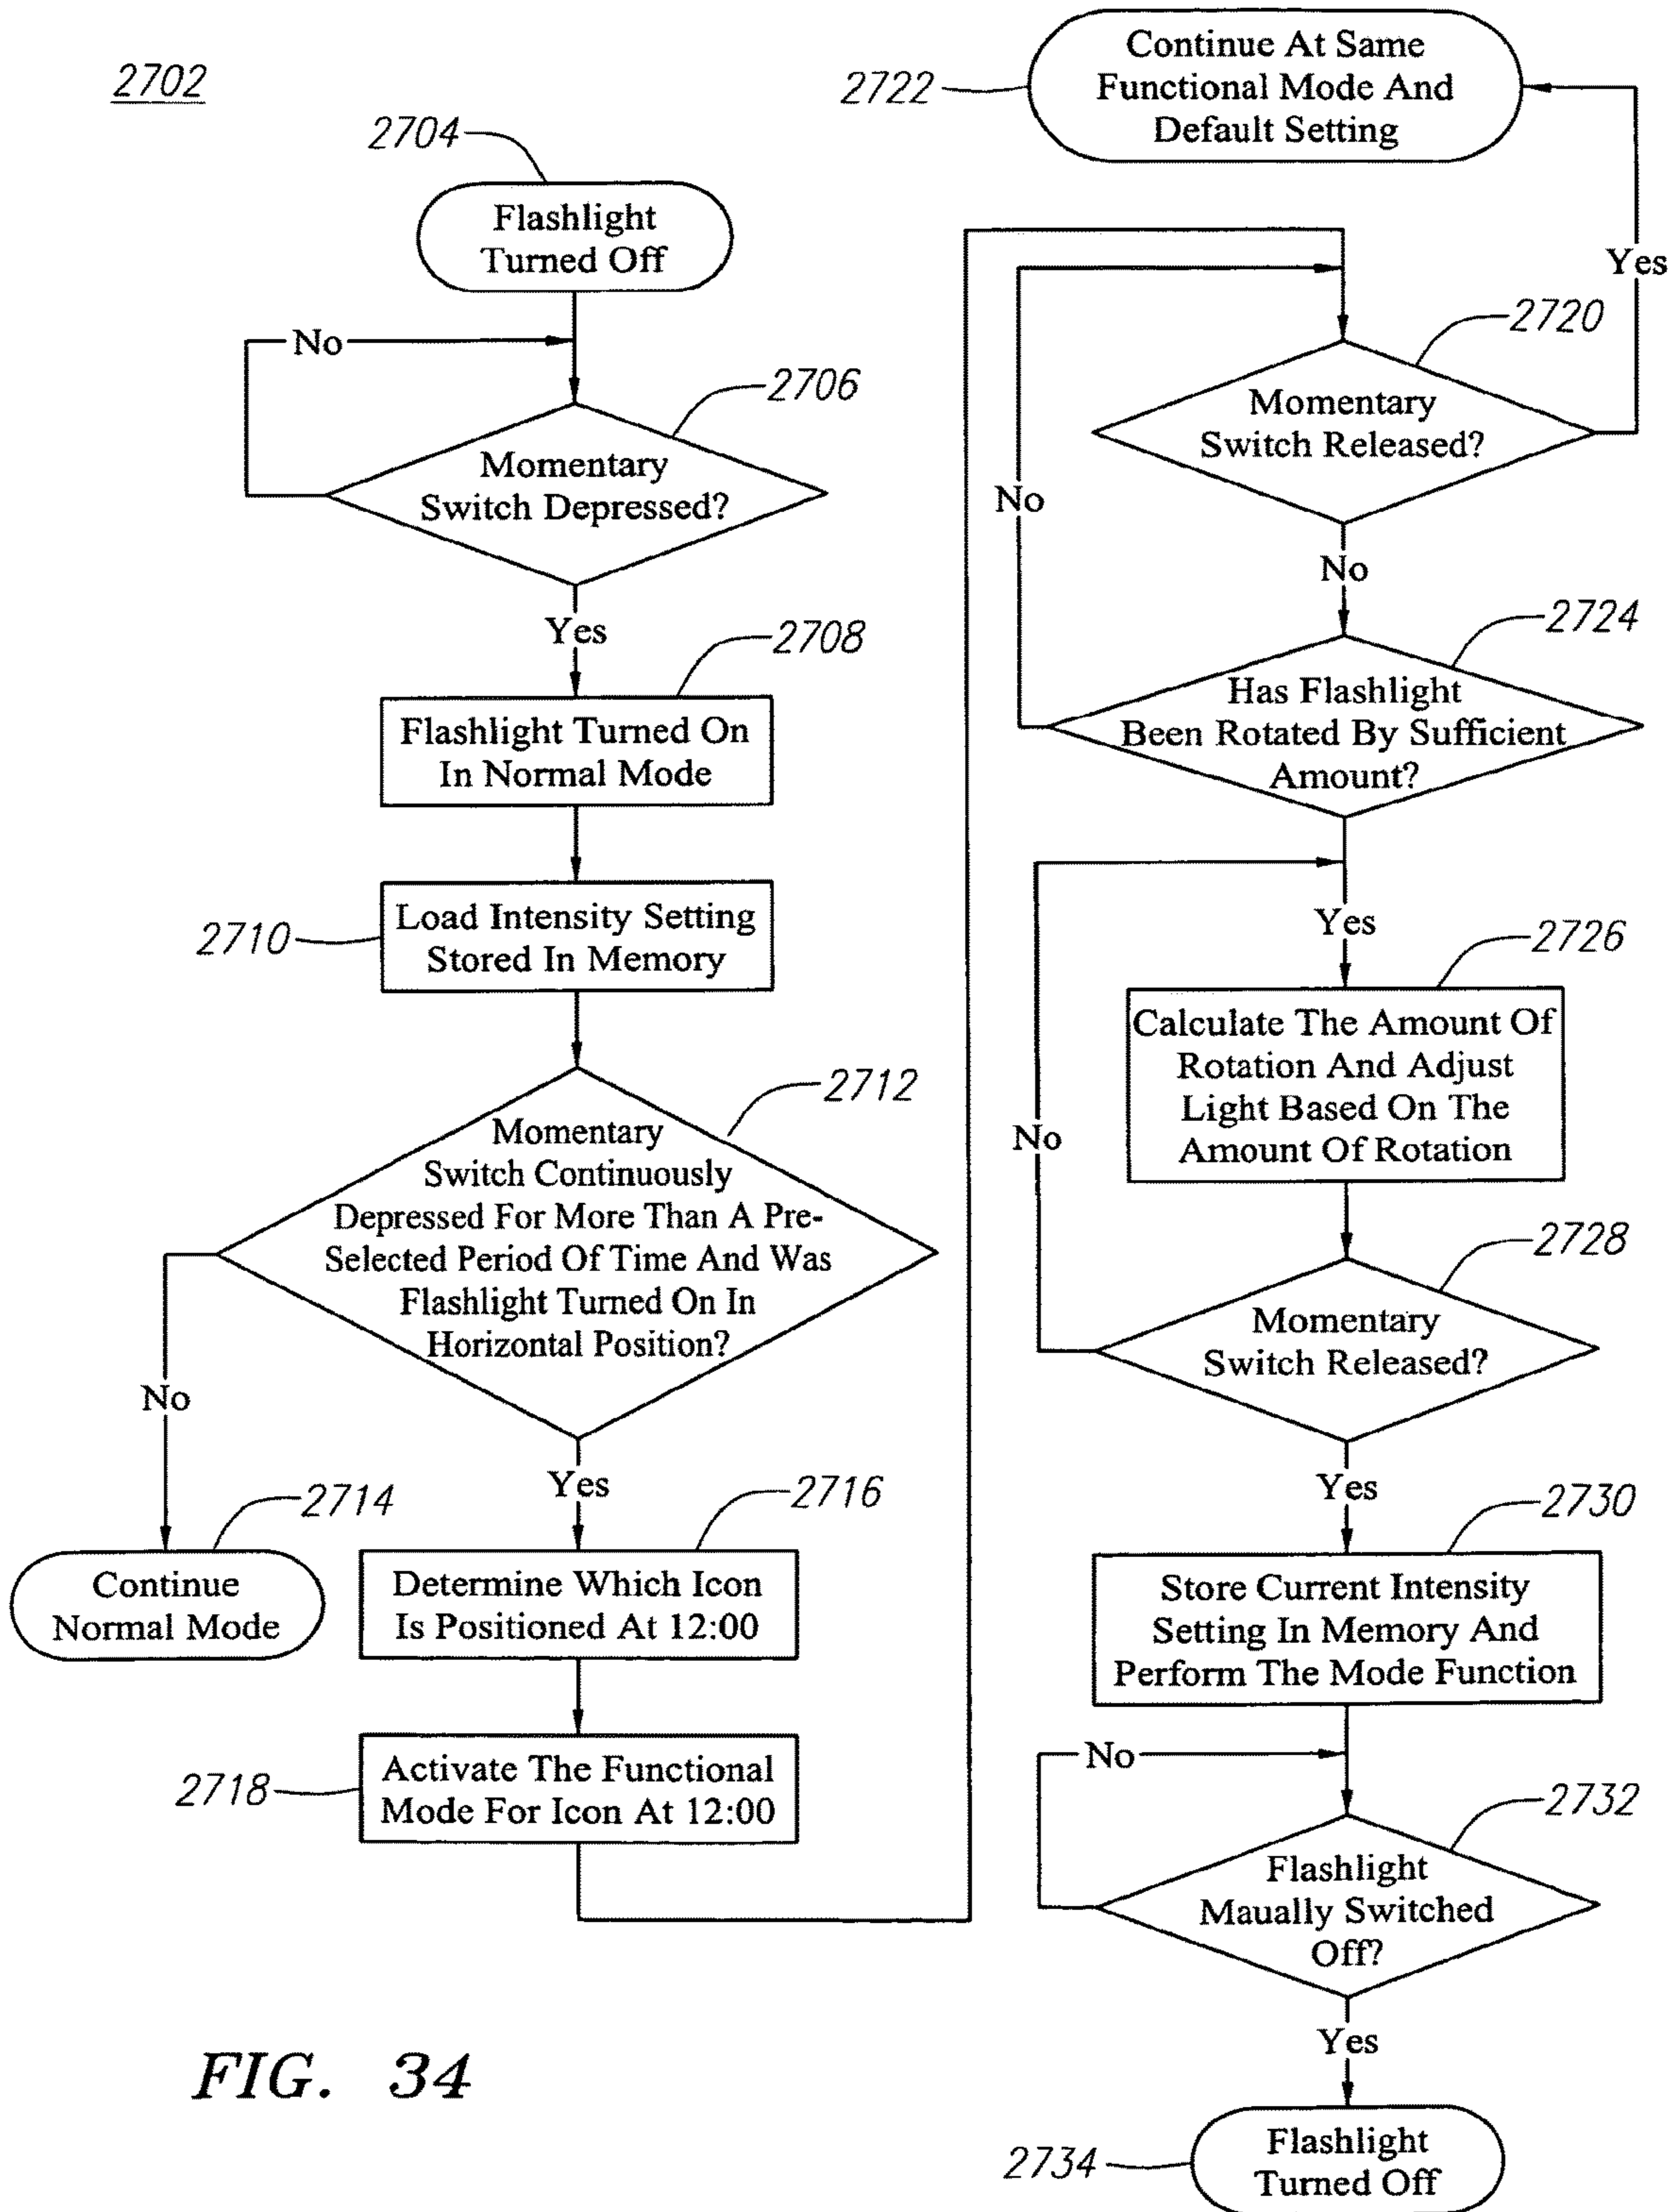 2702
2704
Flashlight
Turned Off
No
2706
Momentary
Switch Depressed?
Yes
2708
Flashlight Turned On
In Normal Mode
2710
Load Intensity Setting
Stored In Memory
2712
Momentary
Switch Continuously
Depressed For More Than A Pre-
Selected Period Of Time And Was
Flashlight Turned On In
Horizontal Position?
No
2714
Continue
Normal Mode
Yes
2716
Determine Which Icon
Is Positioned At 12:00
2718
Activate The Functional
Mode For Icon At 12:00
2722
Continue At Same
Functional Mode And
Default Setting
Yes
2720
Momentary
Switch Released?
No
No
2724
Has Flashlight
Been Rotated By Sufficient
Amount?
Yes
2726
Calculate The Amount Of
Rotation And Adjust
Light Based On The
Amount Of Rotation
No
2728
Momentary
Switch Released?
Yes
2730
Store Current Intensity
Setting In Memory And
Perform The Mode Function
No
2732
Flashlight
Maually Switched
Off?
Yes
2734
Flashlight
Turned Off
FIG. 34